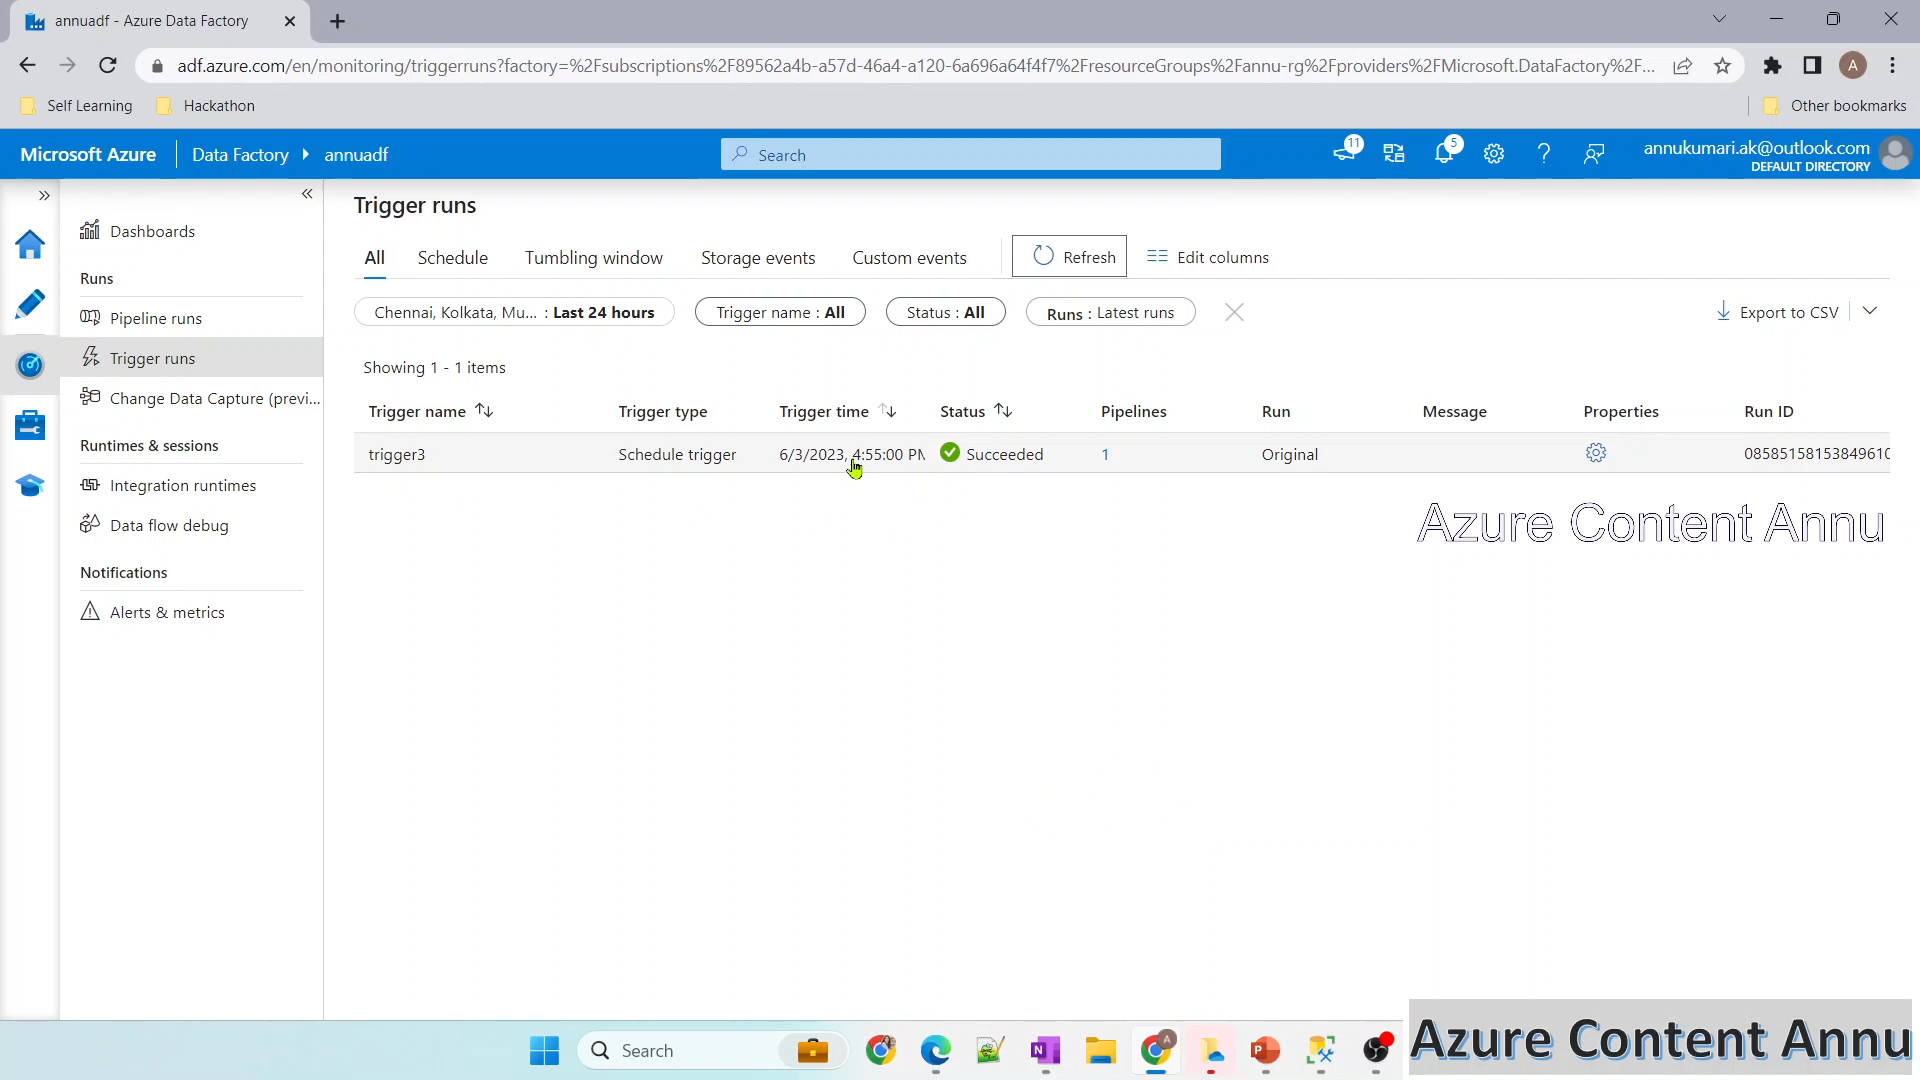 annuadf - Azure Data Factory
adf.azure.com/en/monitoring/triggerruns?factory=%2Fsubscriptions%2F89562a4b-a57d-46a4-a120-6a696a64f4f7%2FresourceGroups%2Fannu-rg%2Fproviders%2FMicrosoft.DataFactory%2F... A
Self Learning Hackathon Other bookmarks
Microsoft Azure Data Factory annuadf Search 11 5 annukumari.ak@outlook.com
DEFAULT DIRECTORY
Trigger runs
Dashboards
All Schedule Tumbling window Storage events Custom events Refresh Edit columns
Runs
Chennai, Kolkata, Mu... : Last 24 hours Trigger name : All Status : All Runs : Latest runs Export to CSV
Pipeline runs
Trigger runs
Showing 1 - 1 items
Change Data Capture (previ...
Trigger name Trigger type Trigger time Status Pipelines Run Message Properties Run ID
Runtimes & sessions
trigger3 Schedule trigger 6/3/2023, 4:55:00 PM Succeeded 1 Original 08585158153849610
Integration runtimes
Data flow debug
Azure Content Annu
Notifications
Alerts & metrics
Search
Azure Content Annu